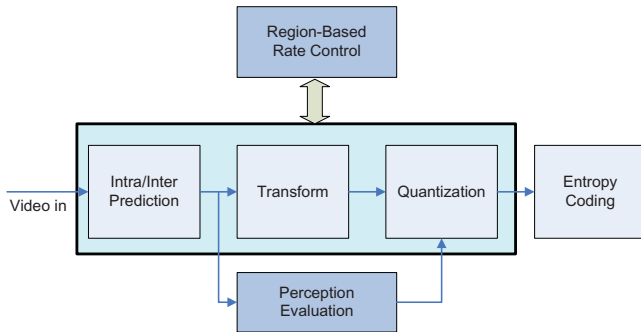 Region-Based
Rate Control
Video in
Intra/Inter
Prediction
Transform
Quantization
Entropy
Coding
Perception
Evaluation